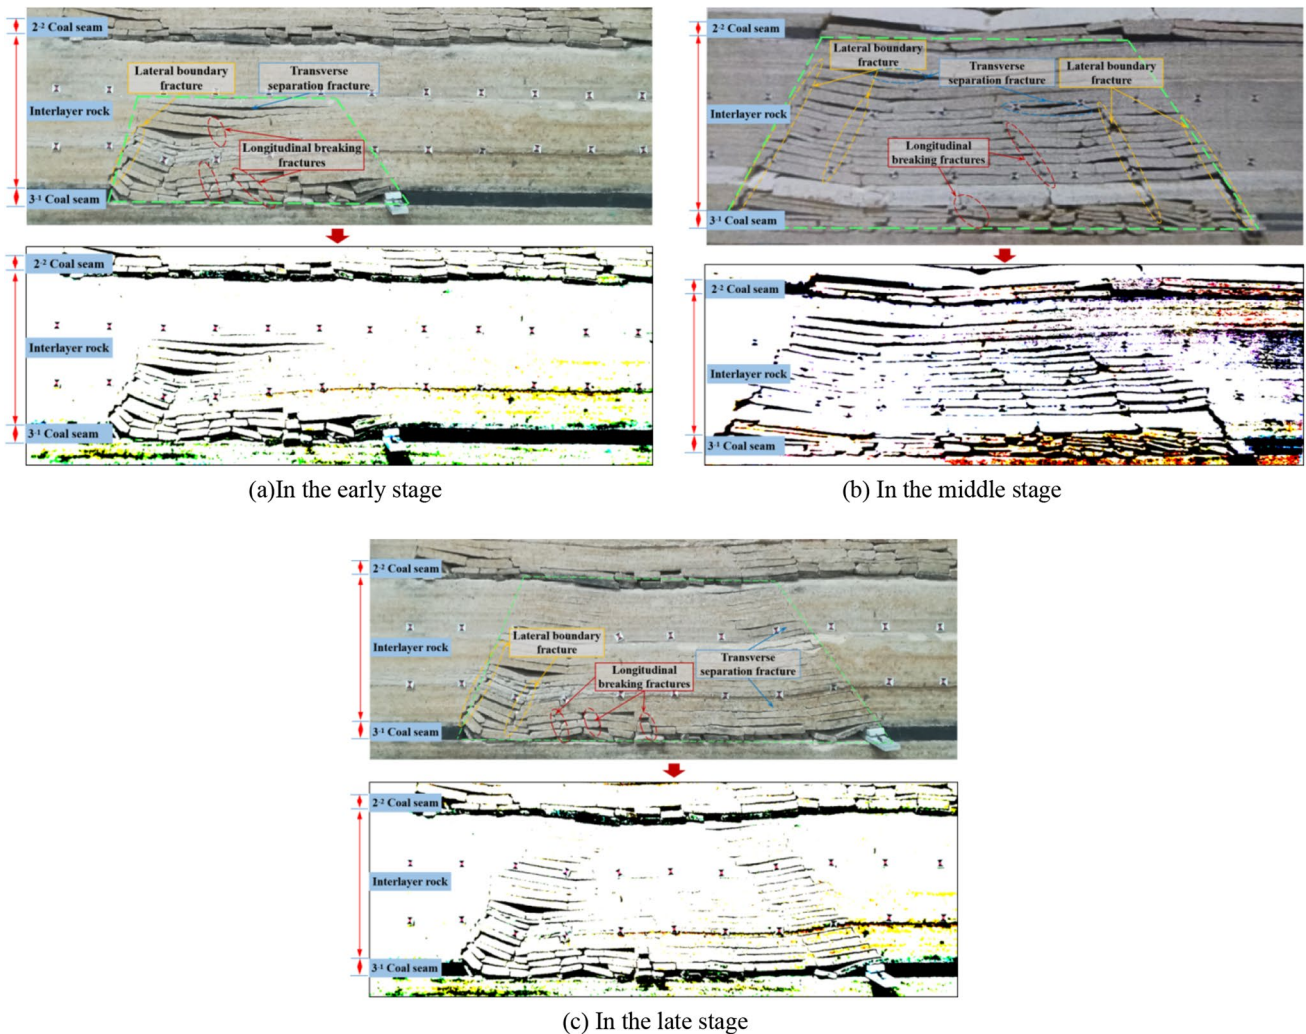 2-2 Coal seam
Lateral boundary
fracture
Transverse
separation fracture
Interlayer rock
Longitudinal breaking
fractures
3-1 Coal seam
2-2 Coal seam
Interlayer rock
3-1 Coal seam
(a)In the early stage
2-2 Coal seam
Lateral boundary
fracture
Transverse
separation fracture
Lateral boundary
fracture
Interlayer rock
Longitudinal
breaking fractures
3-1 Coal seam
2-2 Coal seam
Interlayer rock
3-1 Coal seam
(b) In the middle stage
2-2 Coal seam
Lateral boundary
fracture
Interlayer rock
Longitudinal
breaking fractures
Transverse
separation fracture
3-1 Coal seam
2-2 Coal seam
Interlayer rock
3-1 Coal seam
(c) In the late stage